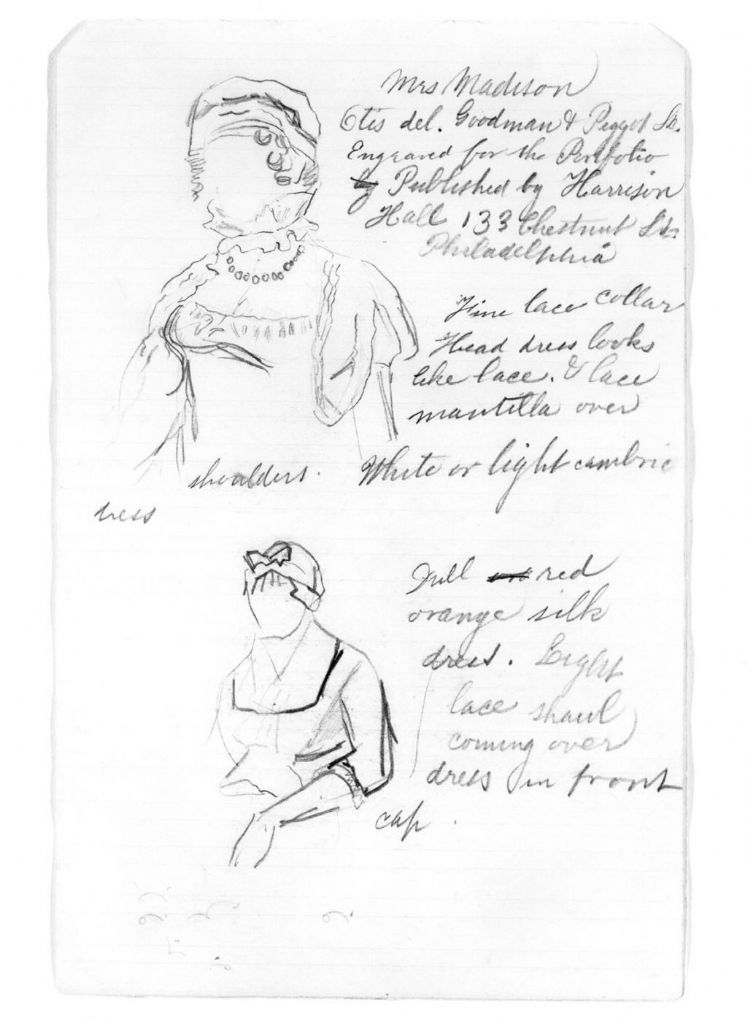 Mrs Madison
Otis del. Goodman & Piggot Sc.
Engraved for the Portfolio
by Published by Harrison
Hall 133 Chestnut St.
Philadelphia
Fine lace collar
Head dress looks
like lace. & lace
mantilla over
shoulders. White or light cambric
dress
Dull red
orange silk
dress. Light
lace shawl
coming over
dress in front
cap.